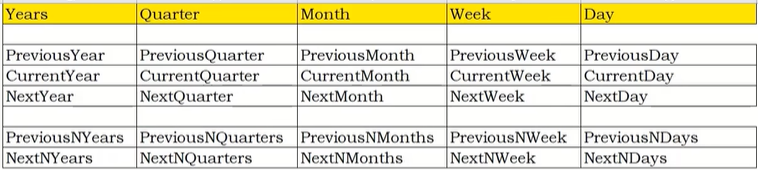 Years Quarter Month Week Day
PreviousYear PreviousQuarter PreviousMonth PreviousWeek PreviousDay
CurrentYear CurrentQuarter CurrentMonth CurrentWeek CurrentDay
NextYear NextQuarter NextMonth NextWeek NextDay
PreviousNYears PreviousNQuarters PreviousNMonths PreviousNWeek PreviousNDays
NextNYears NextNQuarters NextNMonths NextNWeek NextNDays